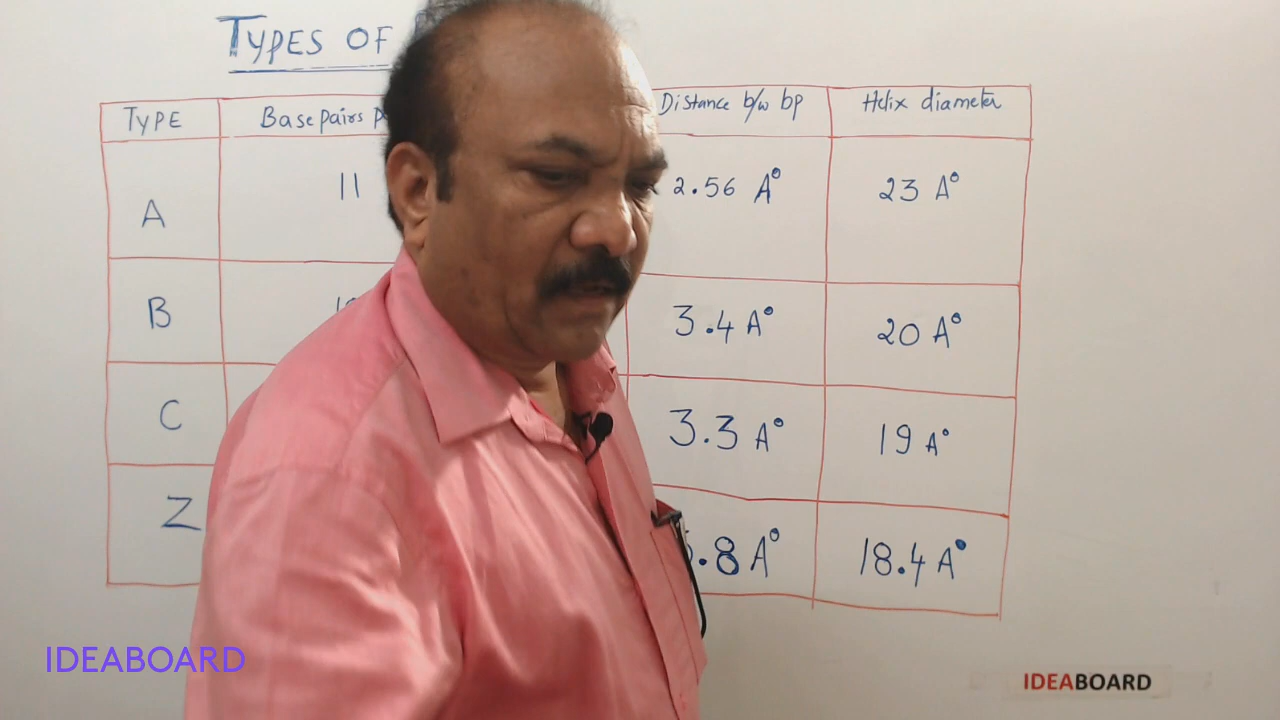 TYPES OF
TYPE Base pairs Distance b/w bp Helix diameter
A 11 2.56 A° 23 A°
B 3.4 A° 20 A°
C 3.3 A° 19 A°
Z .8 A° 18.4 A°
IDEABOARD
IDEABOARD